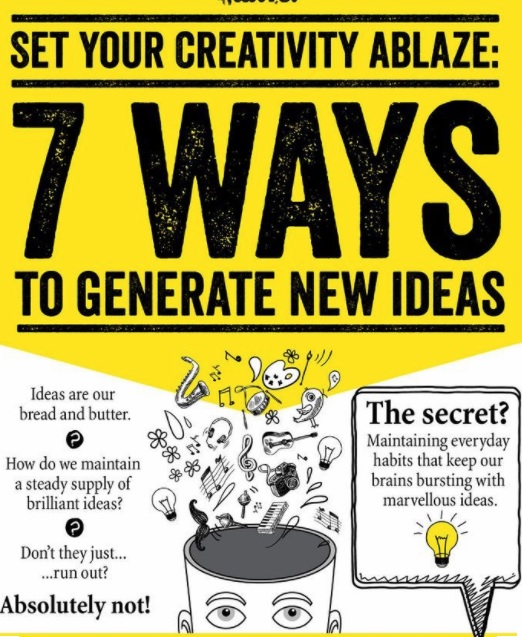 SET YOUR CREATIVITY ABLAZE:
7 WAYS
TO GENERATE NEW IDEAS
Ideas are our
bread and butter.
?
How do we maintain
a steady supply of
brilliant ideas?
?
Don't they just...
...run out?
Absolutely not!
The secret?
Maintaining everyday
habits that keep our
brains bursting with
marvellous ideas.